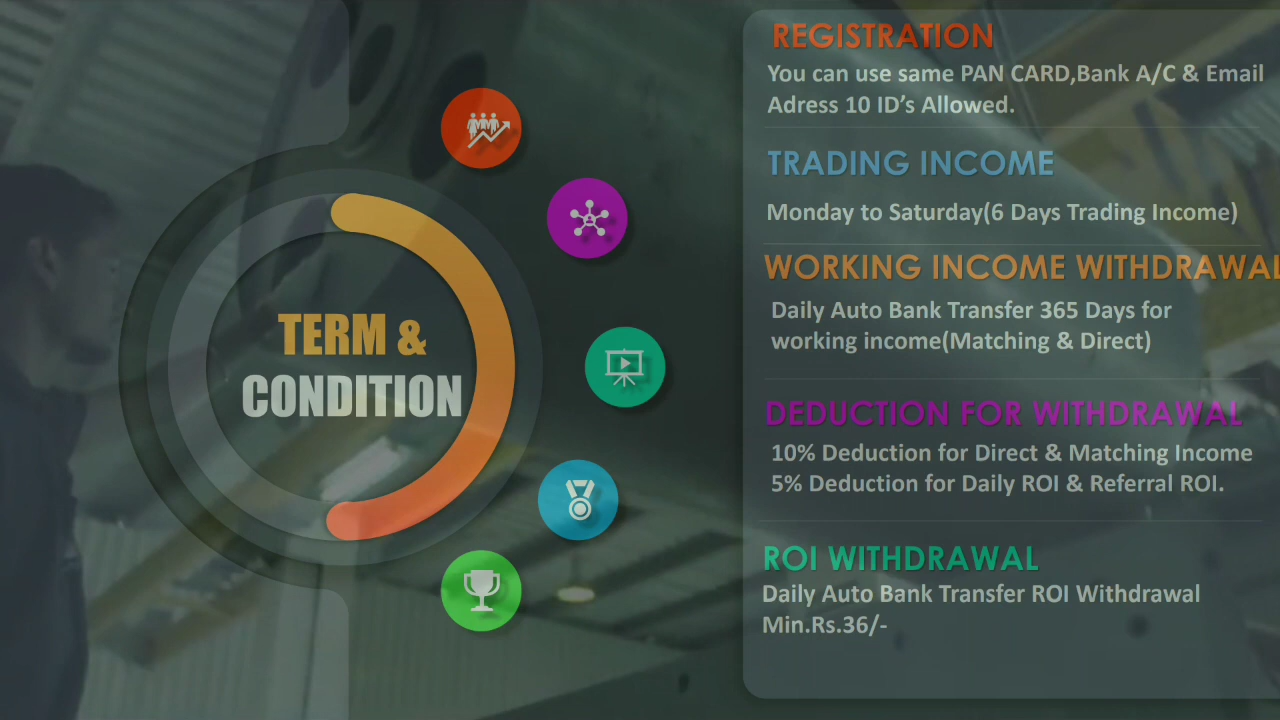 TERM &
CONDITION
REGISTRATION
You can use same PAN CARD,Bank A/C & Email
Adress 10 ID’s Allowed.
TRADING INCOME
Monday to Saturday(6 Days Trading Income)
WORKING INCOME WITHDRAWAL
Daily Auto Bank Transfer 365 Days for
working income(Matching & Direct)
DEDUCTION FOR WITHDRAWAL
10% Deduction for Direct & Matching Income
5% Deduction for Daily ROI & Referral ROI.
ROI WITHDRAWAL
Daily Auto Bank Transfer ROI Withdrawal
Min.Rs.36/-